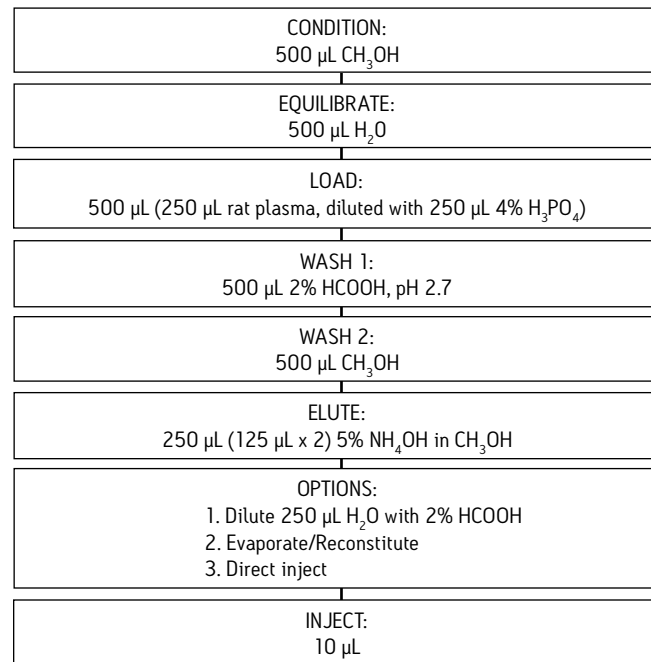 CONDITION:
500 µL CH₃OH
EQUILIBRATE:
500 µL H₂O
LOAD:
500 µL (250 µL rat plasma, diluted with 250 µL 4% H₃PO₄)
WASH 1:
500 µL 2% HCOOH, pH 2.7
WASH 2:
500 µL CH₃OH
ELUTE:
250 µL (125 µL x 2) 5% NH₄OH in CH₃OH
OPTIONS:
1. Dilute 250 µL H₂O with 2% HCOOH
2. Evaporate/Reconstitute
3. Direct inject
INJECT:
10 µL